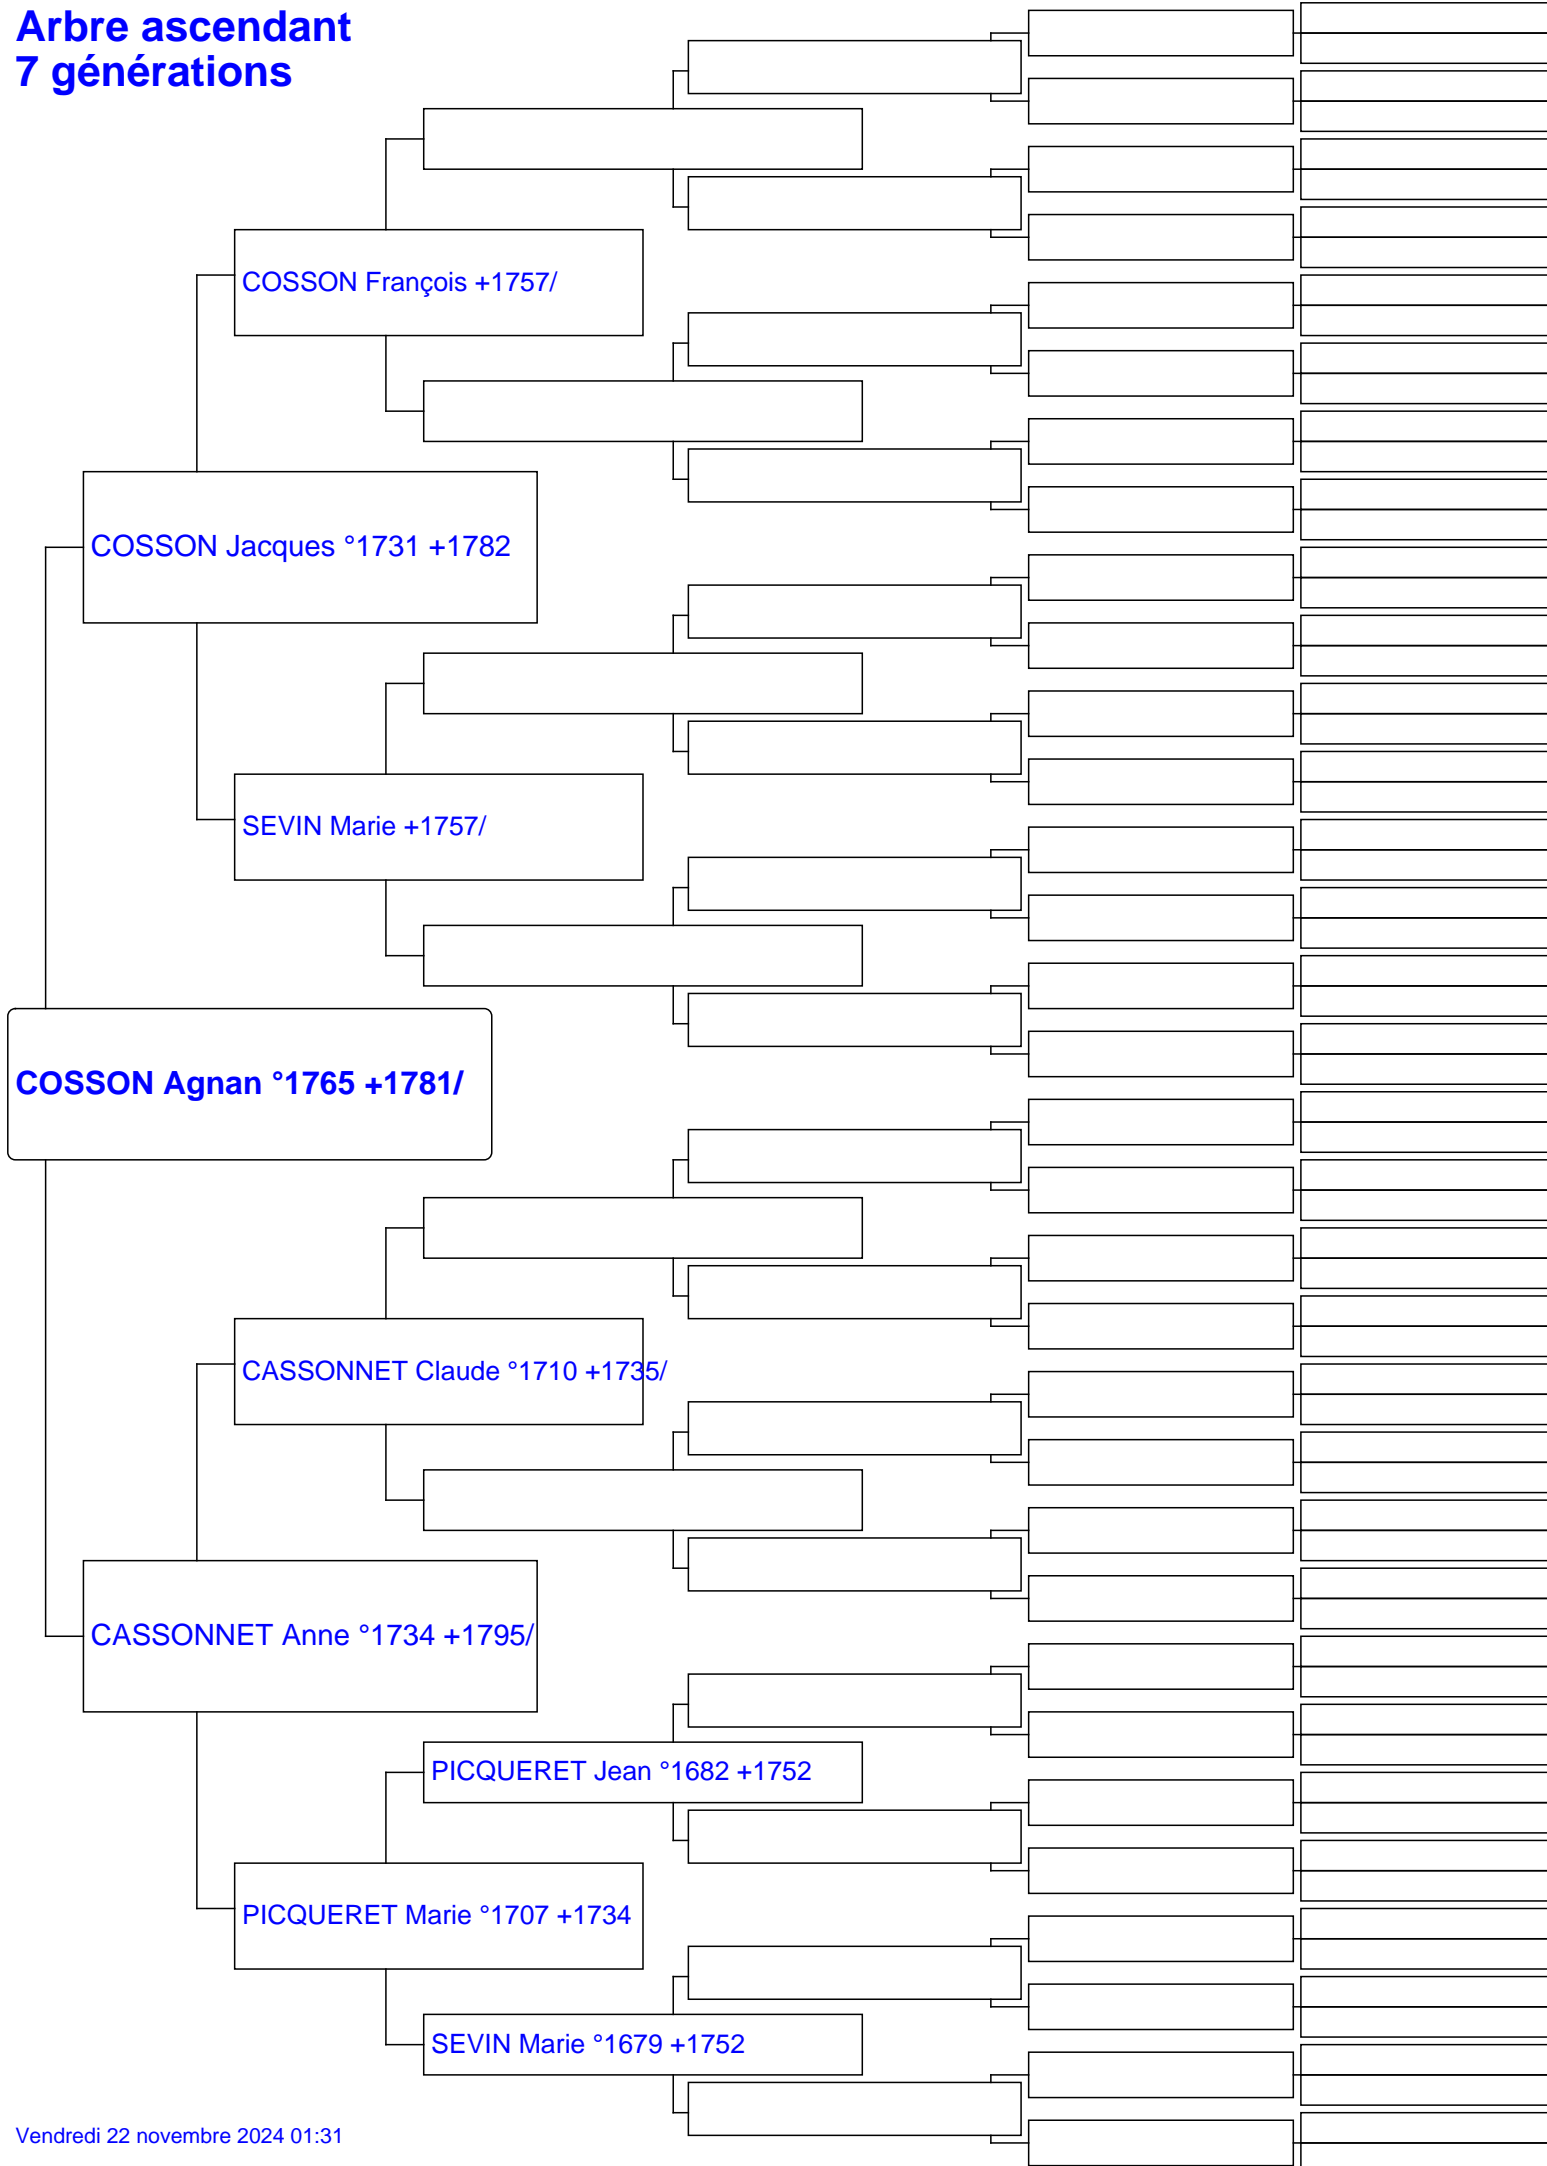 Arbre ascendant
7 générations
COSSON François +1757/
COSSON Jacques °1731 +1782
SEVIN Marie +1757/
COSSON Agnan °1765 +1781/
CASSONNET Claude °1710 +1735/
CASSONNET Anne °1734 +1795/
PICQUERET Jean °1682 +1752
PICQUERET Marie °1707 +1734
SEVIN Marie °1679 +1752
Vendredi 22 novembre 2024 01:31